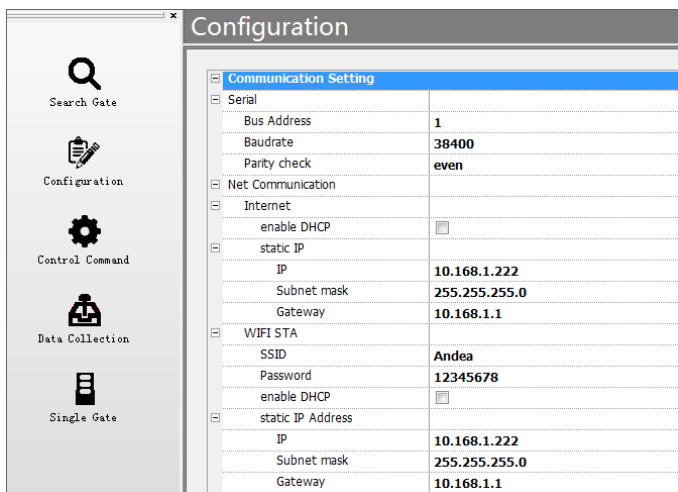 Configuration
Search Gate
Configuration
Control Command
Data Collection
Single Gate
Communication Setting
Serial
Bus Address 1
Baudrate 38400
Parity check even
Net Communication
Internet
enable DHCP
static IP
IP 10.168.1.222
Subnet mask 255.255.255.0
Gateway 10.168.1.1
WIFI STA
SSID Andea
Password 12345678
enable DHCP
static IP Address
IP 10.168.1.222
Subnet mask 255.255.255.0
Gateway 10.168.1.1